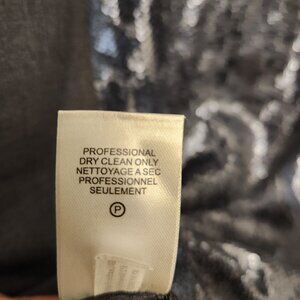 PROFESSIONAL
DRY CLEAN ONLY
NETTOYAGE A SEC
PROFESSIONNEL
SEULEMENT
P